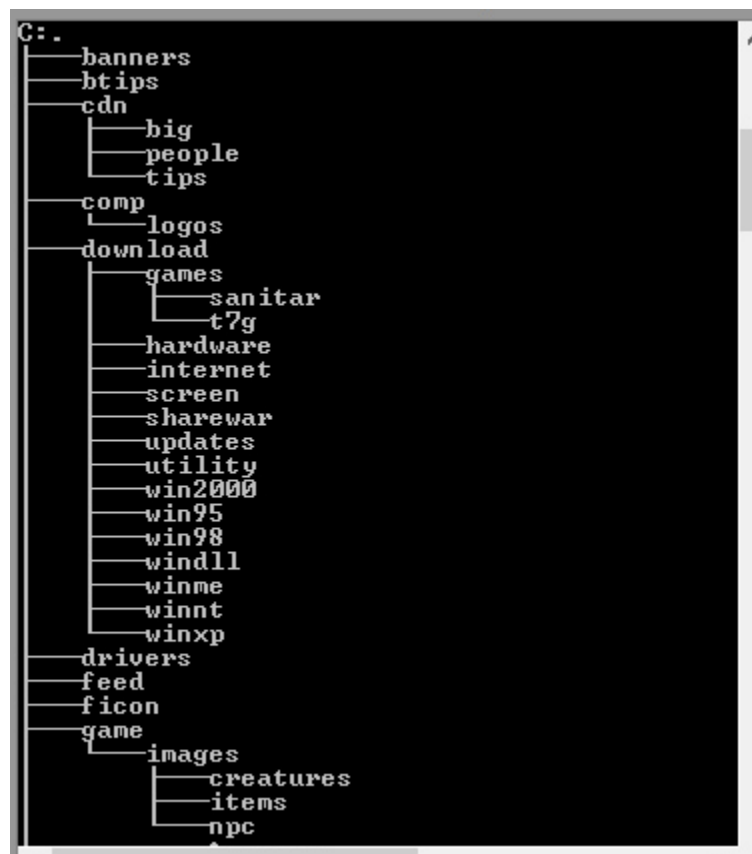 C:.
├───banners
├───btips
├───cdn
│   ├───big
│   ├───people
│   └───tips
├───comp
│   └───logos
├───download
│   ├───games
│   │   ├───sanitar
│   │   └───t7g
│   ├───hardware
│   ├───internet
│   ├───screen
│   ├───sharewar
│   ├───updates
│   ├───utility
│   ├───win2000
│   ├───win95
│   ├───win98
│   ├───windll
│   ├───winme
│   ├───winnt
│   └───winxp
├───drivers
├───feed
├───ficon
├───game
│   └───images
│       ├───creatures
│       ├───items
│       └───npc